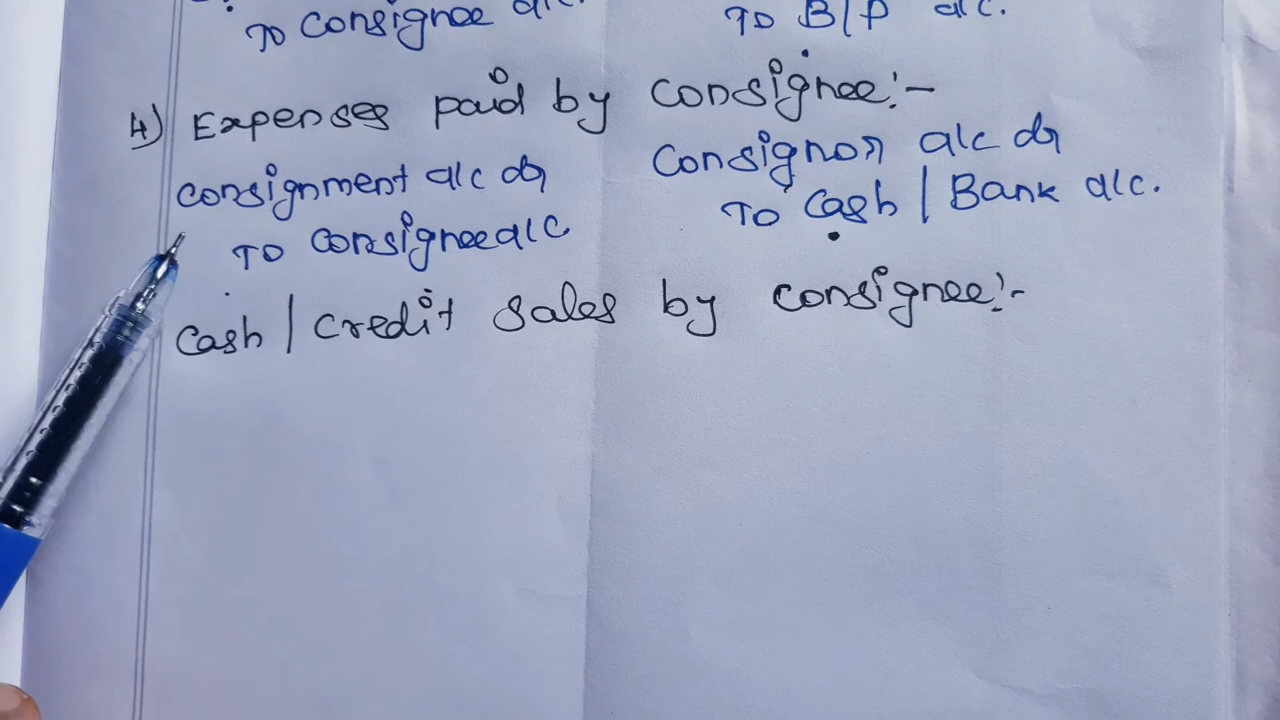 To consignee a/c.
To B/P a/c.
4) Expenses paid by consignee:-
consignment a/c dr
To consignee a/c
Consignor a/c dr
To cash / Bank a/c.
cash / credit sales by consignee:-